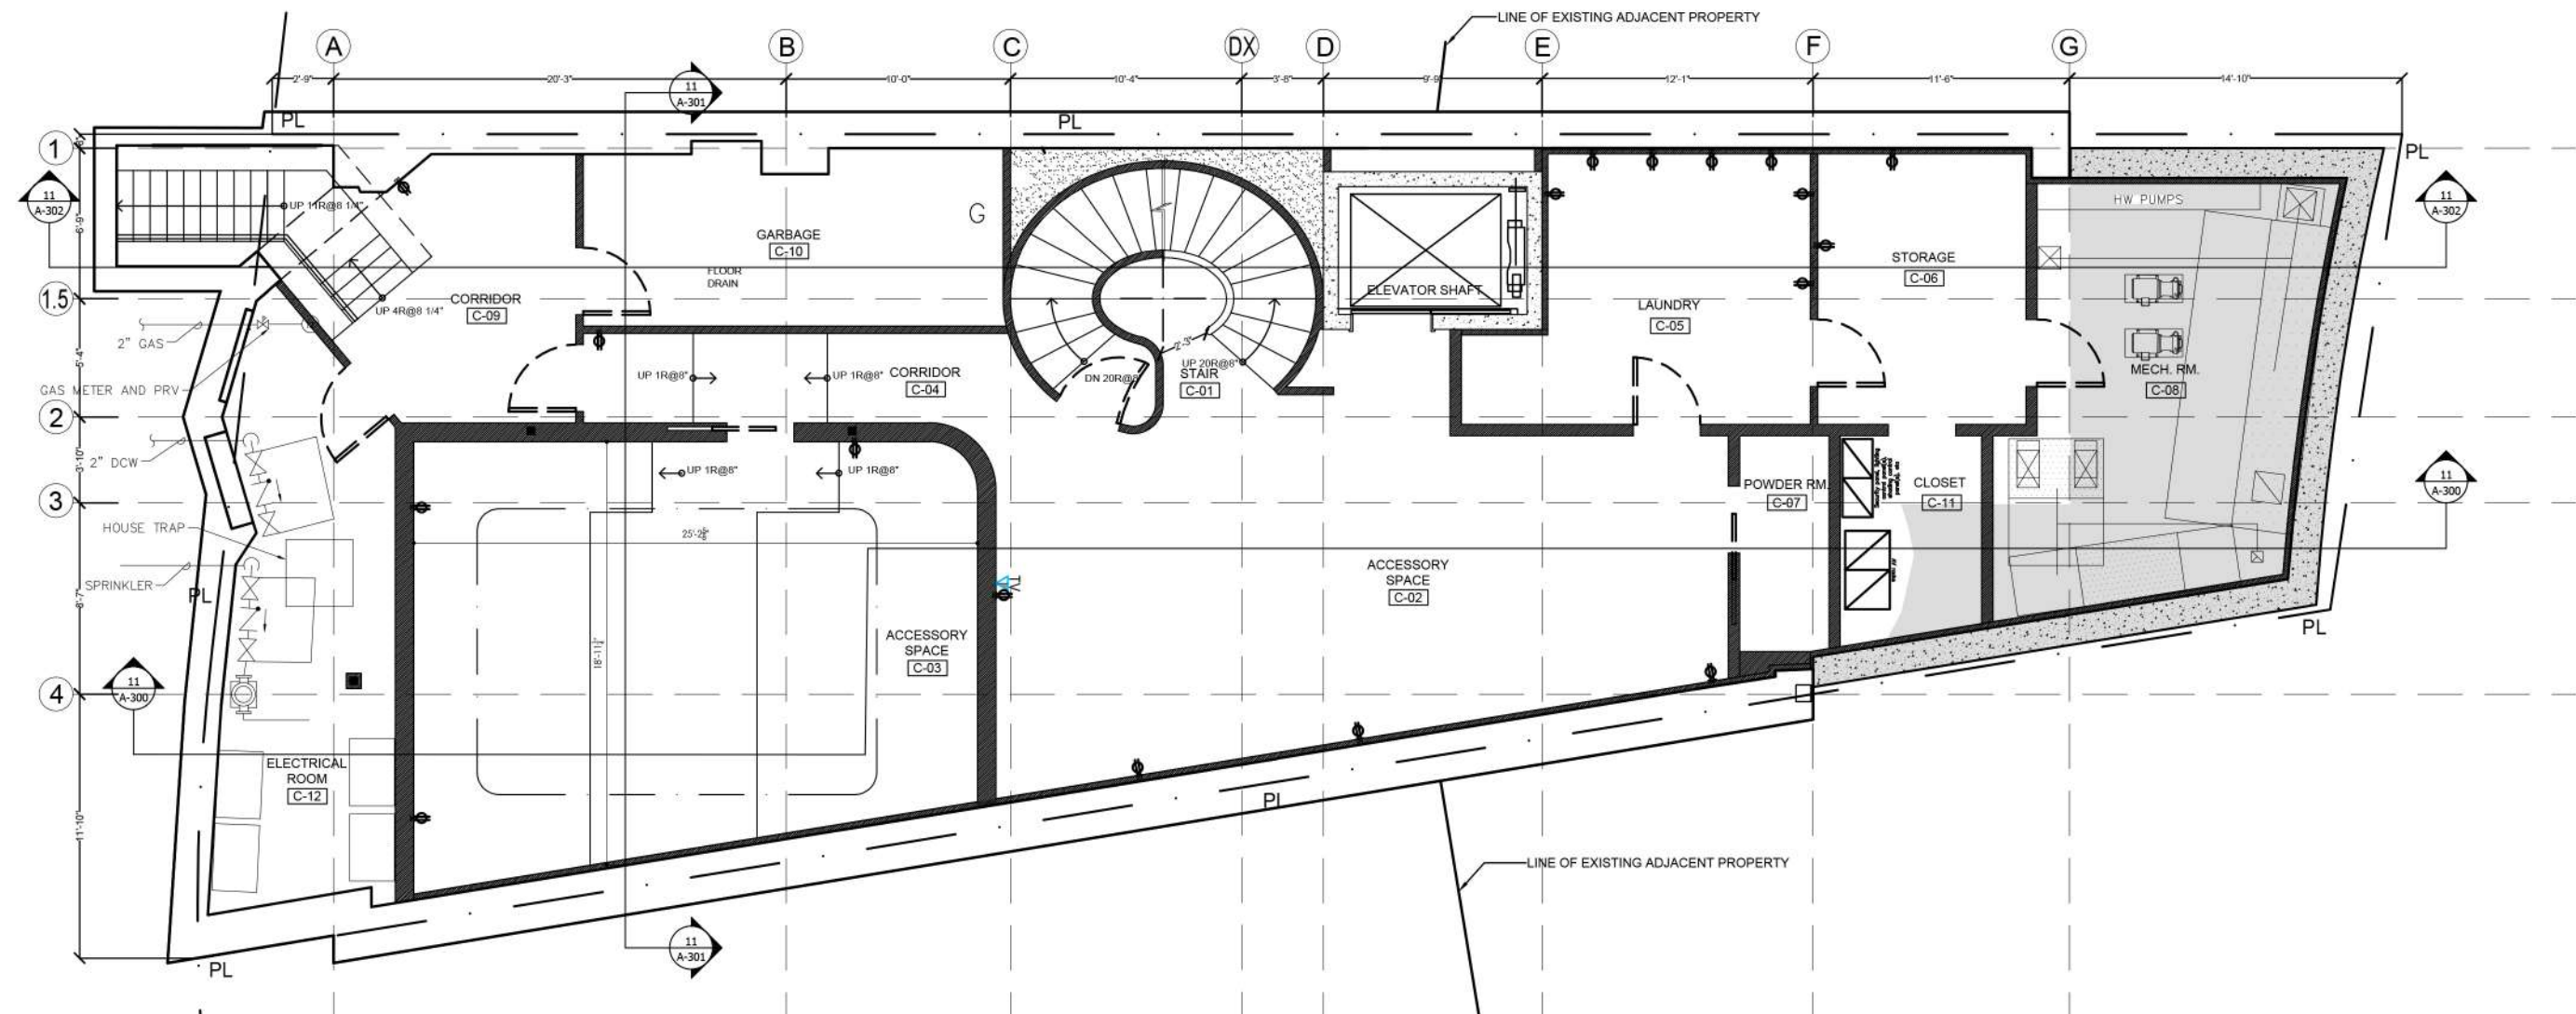 LINE OF EXISTING ADJACENT PROPERTY
A
B
C
DX
D
E
F
G
2'-9"
20'-3"
10'-0"
10'-4"
3'-8"
9'-9"
12'-1"
11'-6"
14'-10"
11
A-301
PL
PL
PL
1
1.5
2
3
4
6'-9"
5'-4"
3'-10"
8'-7"
11'-10"
11
A-302
11
A-302
UP 11R@8 1/4"
UP 4R@8 1/4"
CORRIDOR
C-09
GARBAGE
C-10
FLOOR
DRAIN
G
ELEVATOR SHAFT
LAUNDRY
C-05
STORAGE
C-06
HW PUMPS
MECH. RM.
C-08
2" GAS
GAS METER AND PRV
UP 1R@8"
UP 1R@8"
CORRIDOR
C-04
DN 20R@8"
2'-3"
UP 20R@8"
STAIR
C-01
2" DCW
UP 1R@8"
UP 1R@8"
POWDER RM.
C-07
CLOSET
C-11
11
A-300
HOUSE TRAP
SPRINKLER
PL
TV
ACCESSORY
SPACE
C-02
ACCESSORY
SPACE
C-03
PL
11
A-300
ELECTRICAL
ROOM
C-12
PL
LINE OF EXISTING ADJACENT PROPERTY
11
A-301
PL